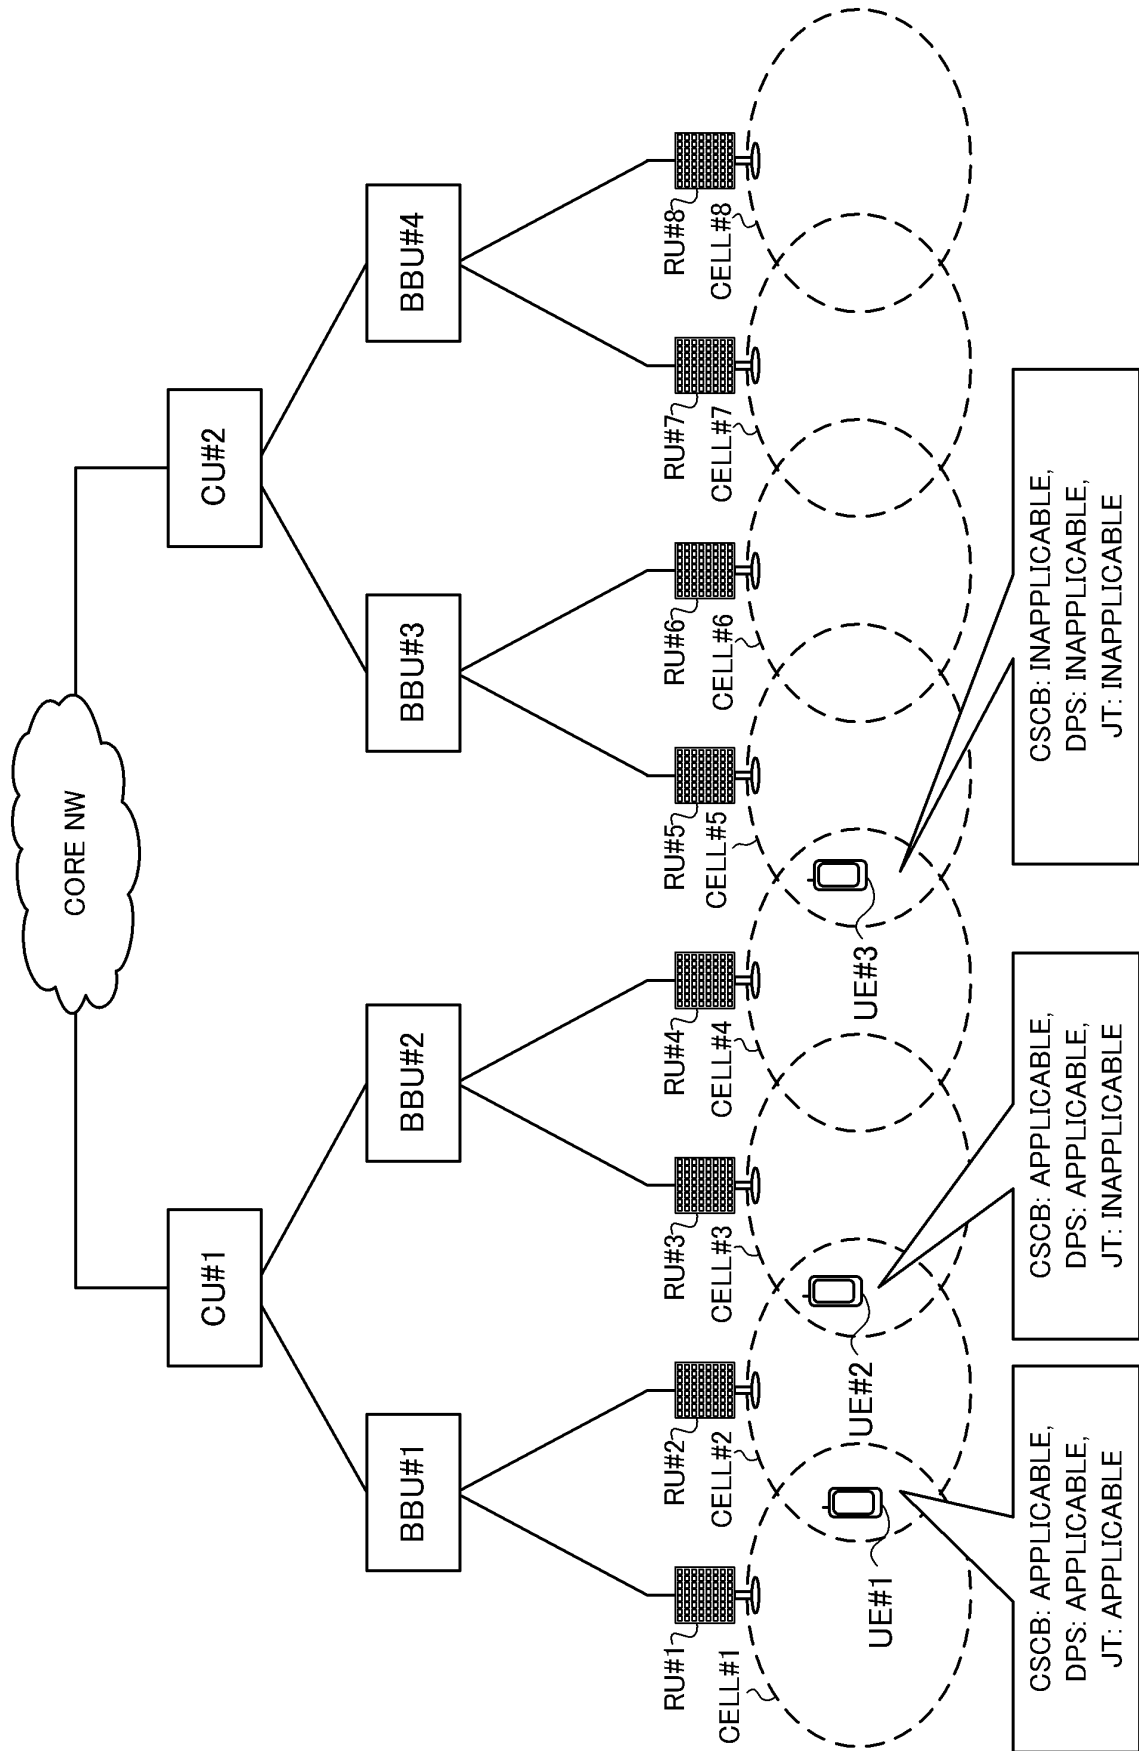 CORE NW
CU#1
CU#2
BBU#1
BBU#2
BBU#3
BBU#4
RU#1
RU#2
RU#3
RU#4
RU#5
RU#6
RU#7
RU#8
CELL#1
CELL#2
CELL#3
CELL#4
CELL#5
CELL#6
CELL#7
CELL#8
UE#1
UE#2
UE#3
CSCB: APPLICABLE,
DPS: APPLICABLE,
JT: APPLICABLE
CSCB: APPLICABLE,
DPS: APPLICABLE,
JT: INAPPLICABLE
CSCB: INAPPLICABLE,
DPS: INAPPLICABLE,
JT: INAPPLICABLE